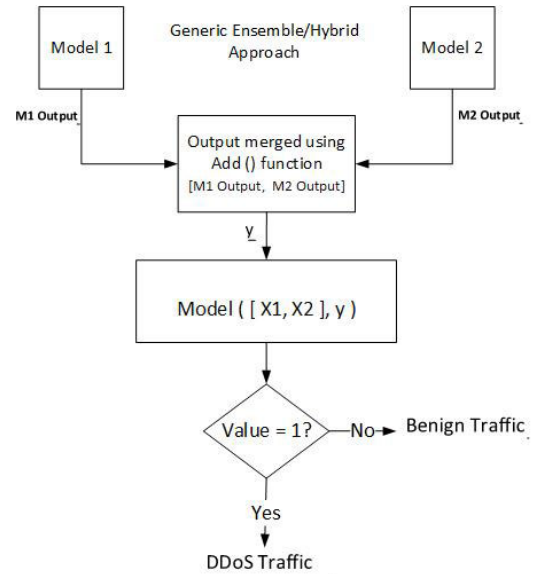 Model 1
Generic Ensemble/Hybrid
Approach
Model 2
M1 Output
M2 Output
Output merged using
Add () function
[M1 Output, M2 Output]
y
Model ( [ X1, X2 ], y )
Value = 1?
No
Benign Traffic
Yes
DDoS Traffic